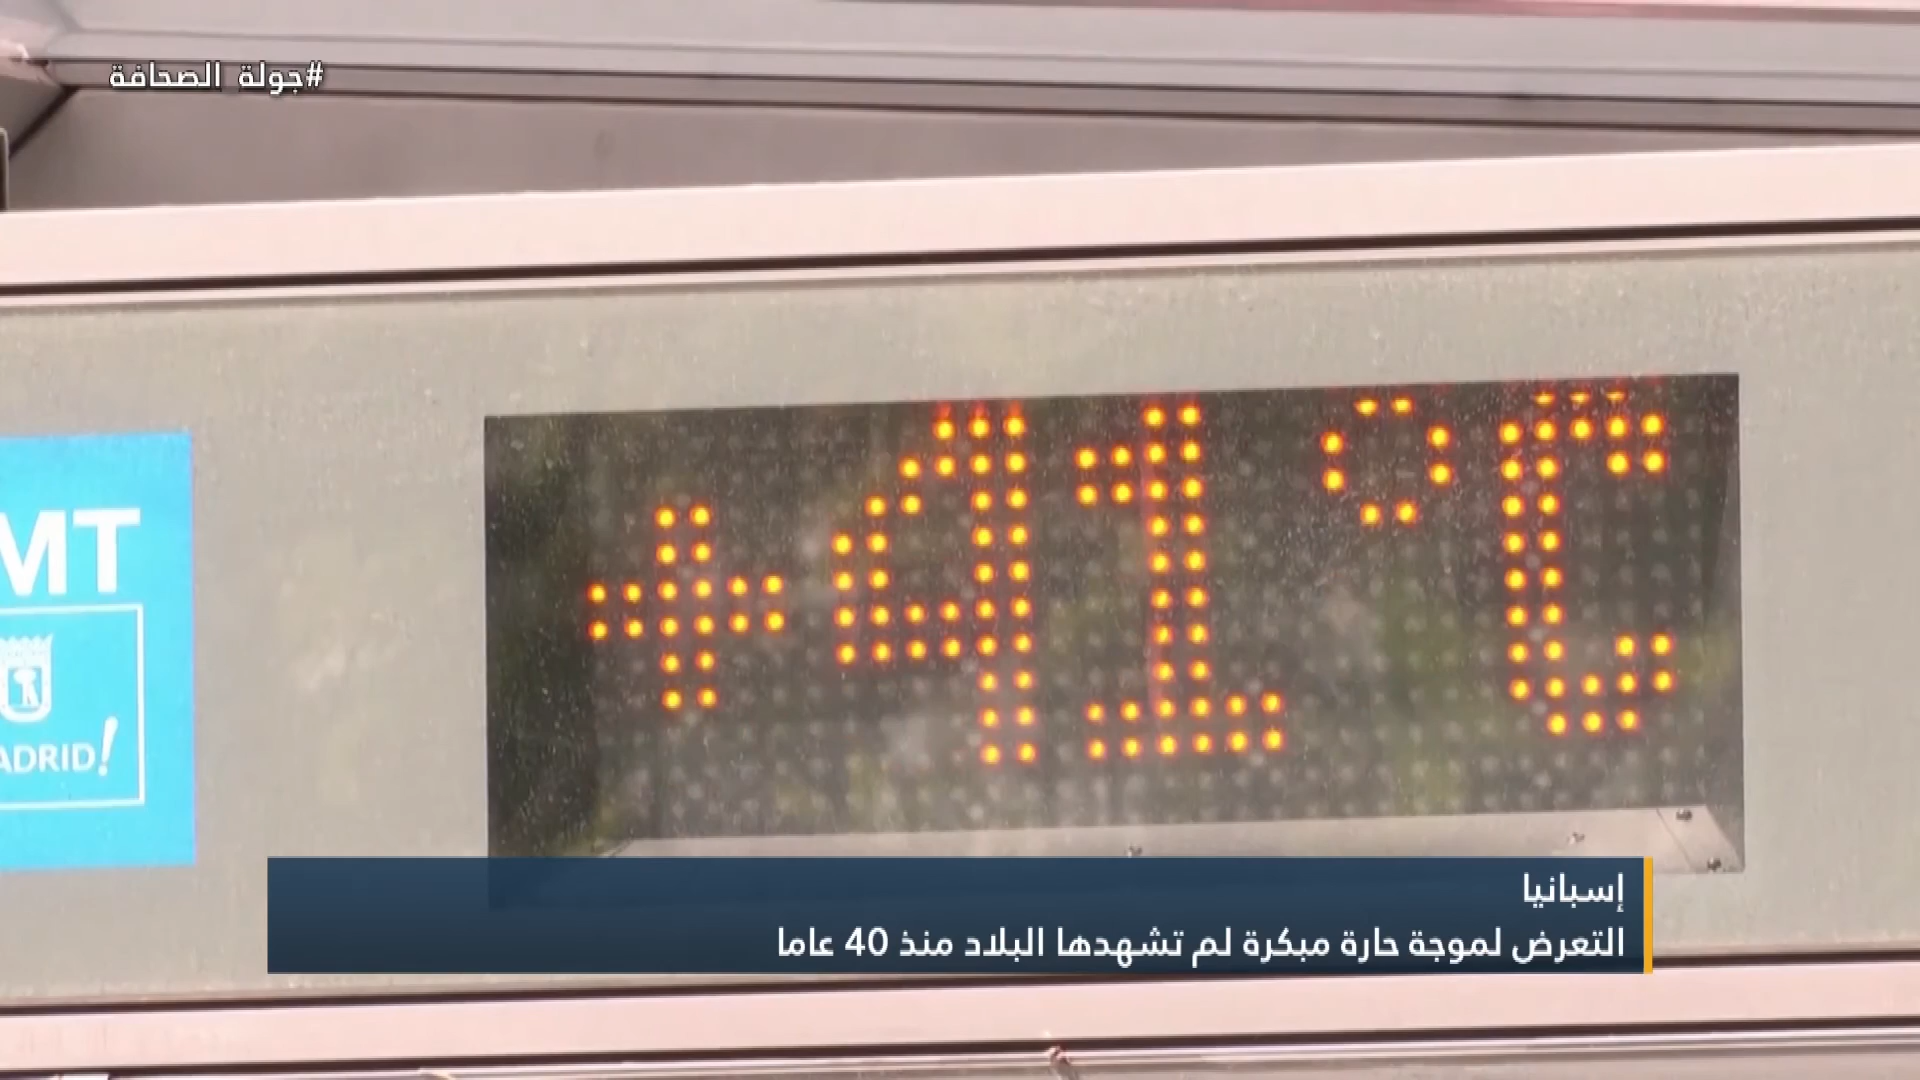 #جولة الصحافة
+41°C
MT
ADRID!
إسبانيا
التعرض لموجة حارة مبكرة لم تشهدها البلاد منذ 40 عاما